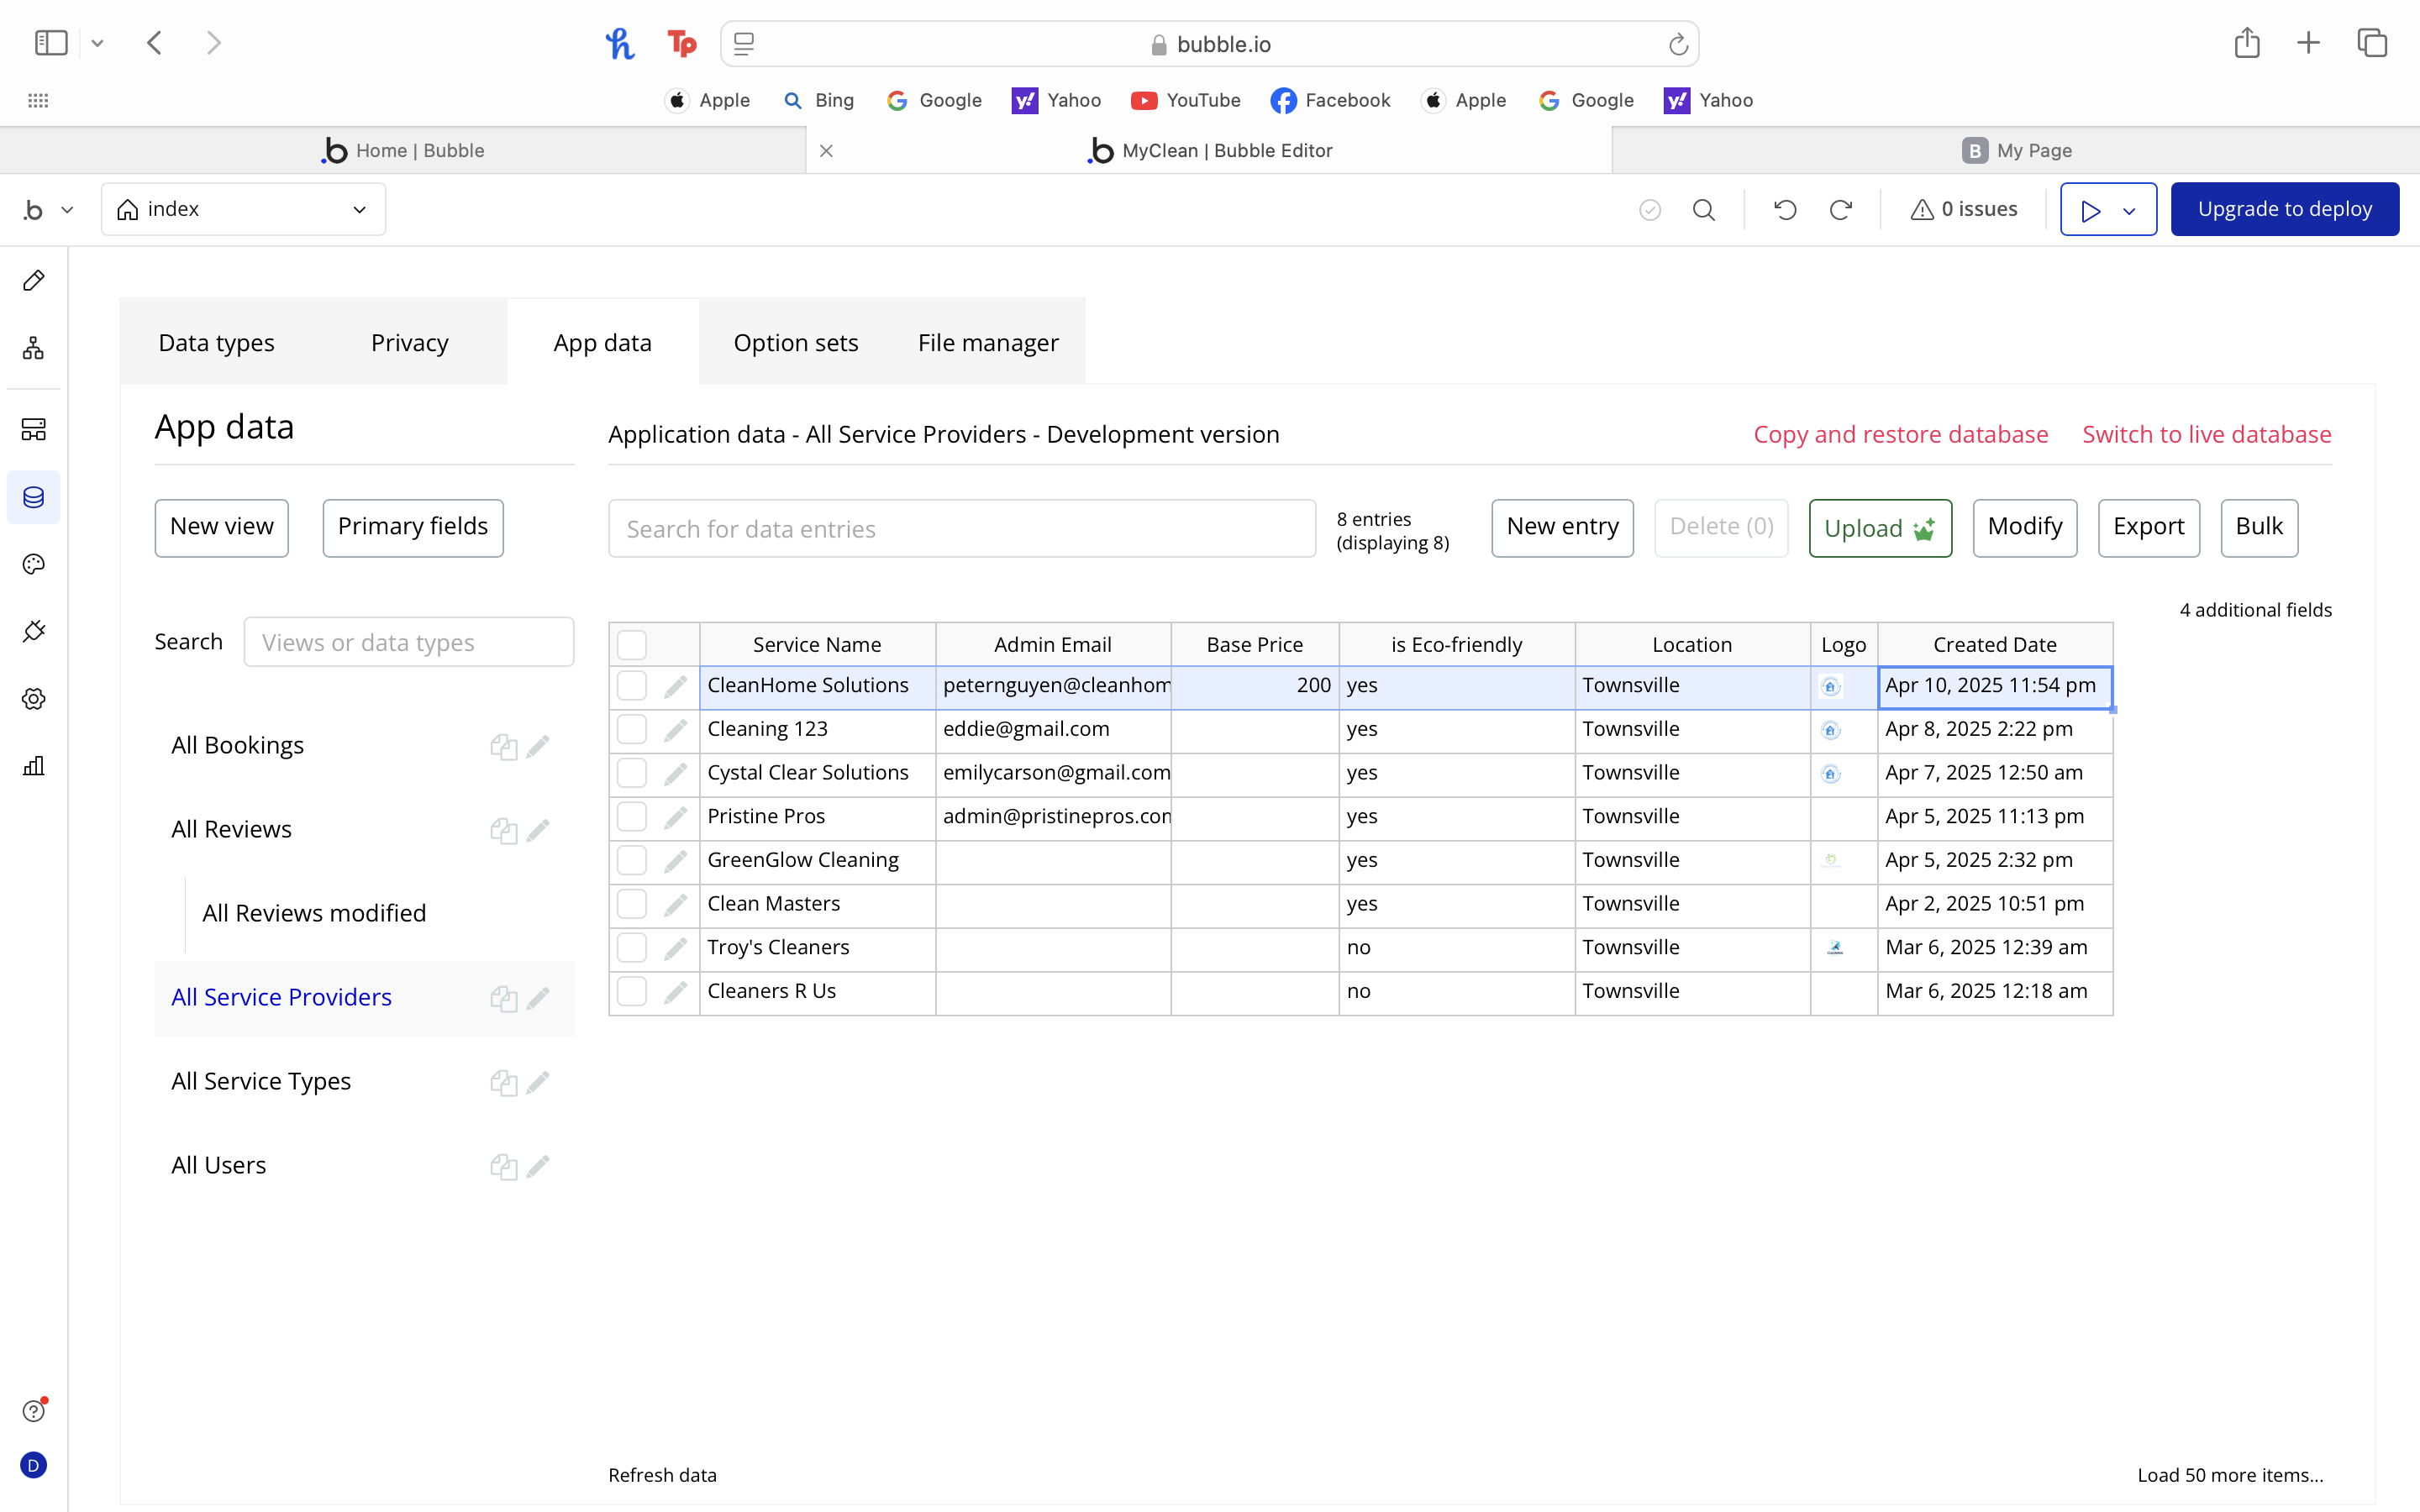 bubble.io
Apple Bing Google Yahoo YouTube Facebook Apple Google Yahoo
Home | Bubble MyClean | Bubble Editor B My Page
index 0 issues Upgrade to deploy
Data types Privacy App data Option sets File manager
App data
Application data - All Service Providers - Development version Copy and restore database Switch to live database
New view Primary fields Search for data entries 8 entries (displaying 8) New entry Delete (0) Upload Modify Export Bulk
4 additional fields
Search Views or data types
Service Name Admin Email Base Price is Eco-friendly Location Logo Created Date
CleanHome Solutions peternguyen@cleanhom 200 yes Townsville Apr 10, 2025 11:54 pm
Cleaning 123 eddie@gmail.com yes Townsville Apr 8, 2025 2:22 pm
Cystal Clear Solutions emilycarson@gmail.com yes Townsville Apr 7, 2025 12:50 am
Pristine Pros admin@pristinepros.con yes Townsville Apr 5, 2025 11:13 pm
GreenGlow Cleaning yes Townsville Apr 5, 2025 2:32 pm
Clean Masters yes Townsville Apr 2, 2025 10:51 pm
Troy's Cleaners no Townsville Mar 6, 2025 12:39 am
Cleaners R Us no Townsville Mar 6, 2025 12:18 am
All Bookings
All Reviews
All Reviews modified
All Service Providers
All Service Types
All Users
D
Refresh data Load 50 more items...